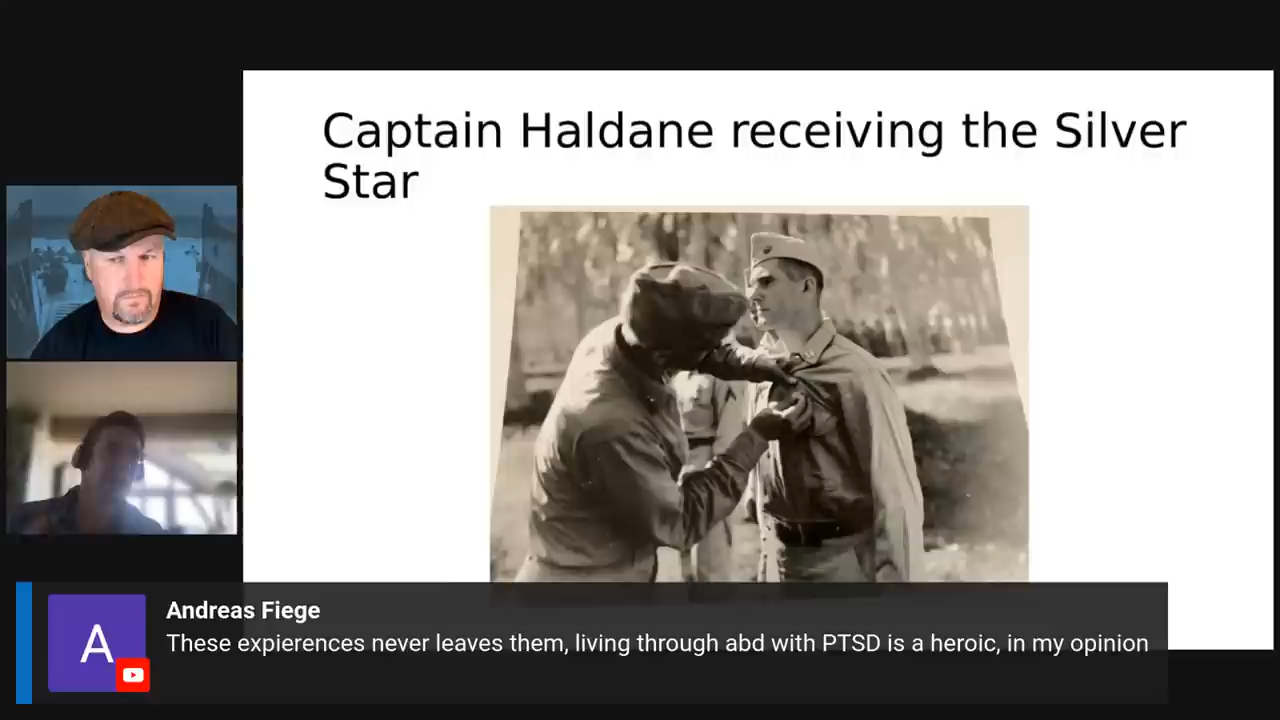 Captain Haldane receiving the Silver
Star
A
Andreas Fiege
These expierences never leaves them, living through abd with PTSD is a heroic, in my opinion